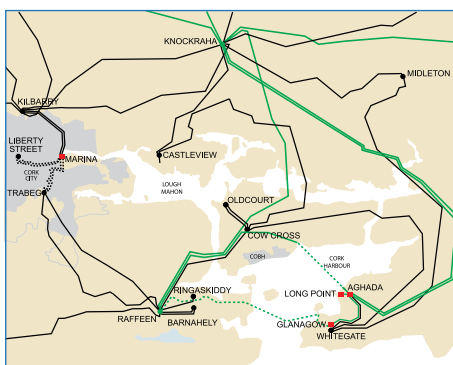 KNOCKRAHA
MIDLETON
KILBARRY
LIBERTY
STREET
MARINA
CORK
CITY
CASTLEVIEW
TRABEG
LOUGH
MAHON
OLDCOURT
COW CROSS
COBH
CORK
HARBOUR
RINGASKIDDY
LONG POINT
AGHADA
RAFFEEN
BARNAHELY
GLANAGOW
WHITEGATE